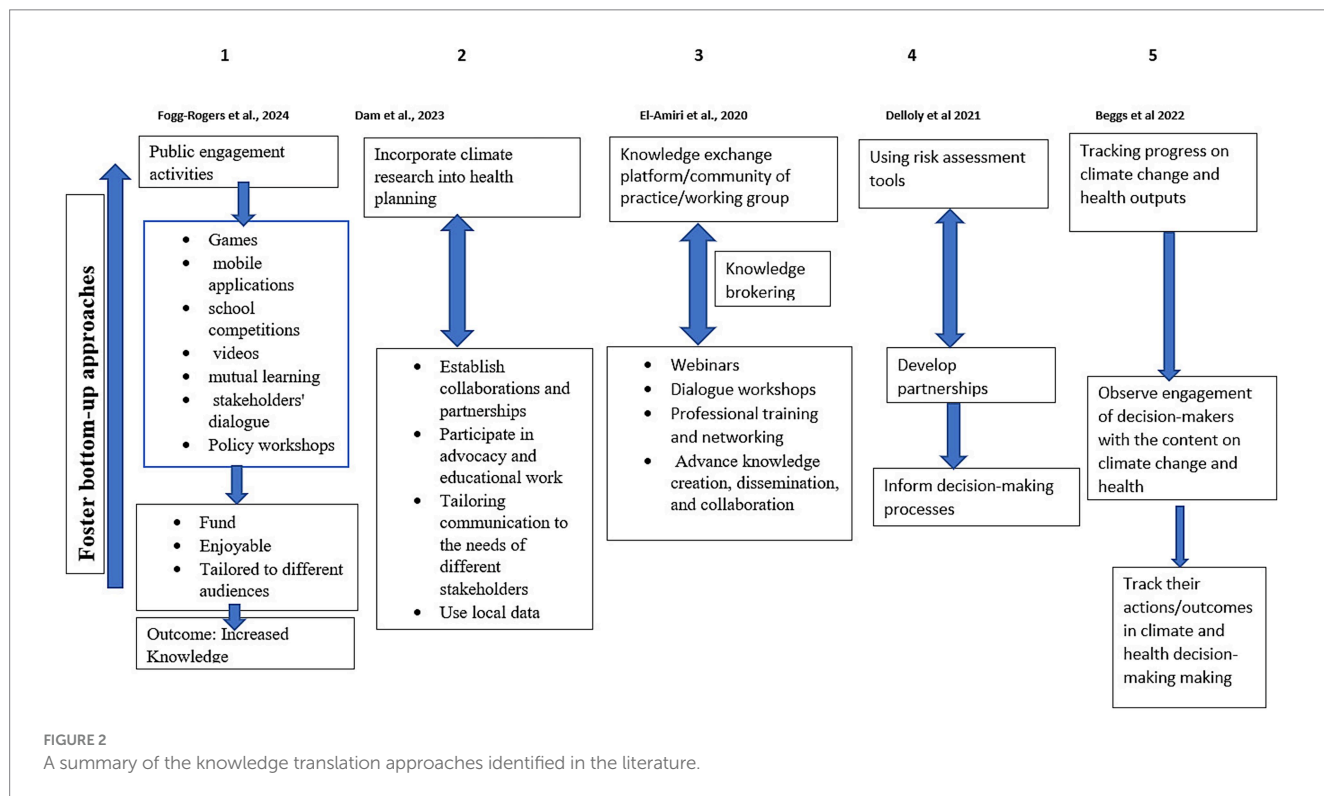 1
2
3
4
5
Fogg-Rogers et al., 2024
Dam et al., 2023
El-Amiri et al., 2020
Delloly et al 2021
Beggs et al 2022
Foster bottom-up approaches
Public engagement
activities
• Games
• mobile
applications
• school
competitions
• videos
• mutual learning
• stakeholders'
dialogue
• Policy workshops
• Fund
• Enjoyable
• Tailored to different
audiences
Outcome: Increased
Knowledge
Incorporate climate
research into health
planning
• Establish
collaborations and
partnerships
• Participate in
advocacy and
educational work
• Tailoring
communication to
the needs of
different
stakeholders
• Use local data
Knowledge exchange
platform/community of
practice/working group
Knowledge
brokering
• Webinars
• Dialogue workshops
• Professional training
and networking
• Advance knowledge
creation, dissemination,
and collaboration
Using risk assessment
tools
Develop
partnerships
Inform decision-making
processes
Tracking progress on
climate change and
health outputs
Observe engagement
of decision-makers
with the content on
climate change and
health
Track their
actions/outcomes
in climate and
health decision-
making making
FIGURE 2
A summary of the knowledge translation approaches identified in the literature.